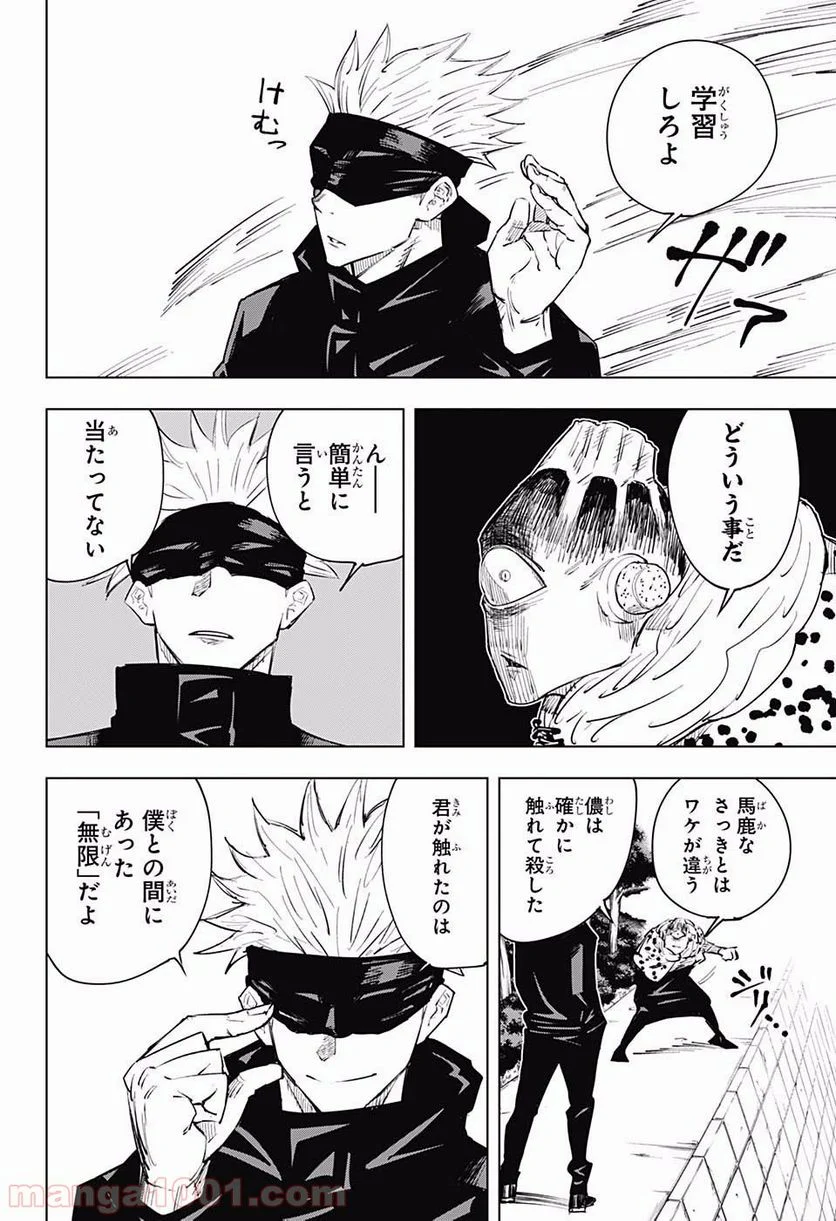 学習
しろよ
ザッ
けむっ
どういう事だ
んー
簡単に
言うと
当たってない
馬鹿な
さっきとは
ワケが違う
儂は
確かに
触れて殺した
君が触れたのは
僕との間に
あった
「無限」だよ
manga1001.com